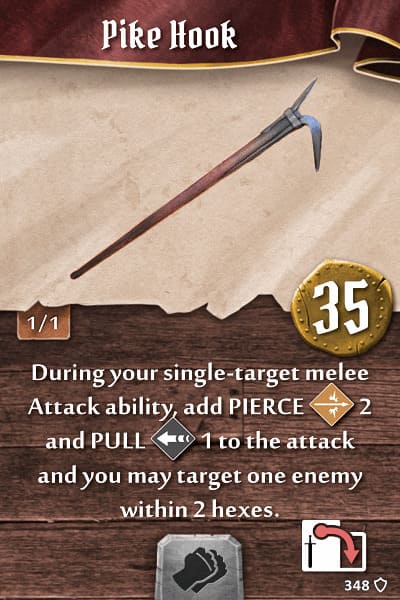 Pike Hook
1/1
35
During your single-target melee
Attack ability, add PIERCE 2
and PULL 1 to the attack
and you may target one enemy
within 2 hexes.
348